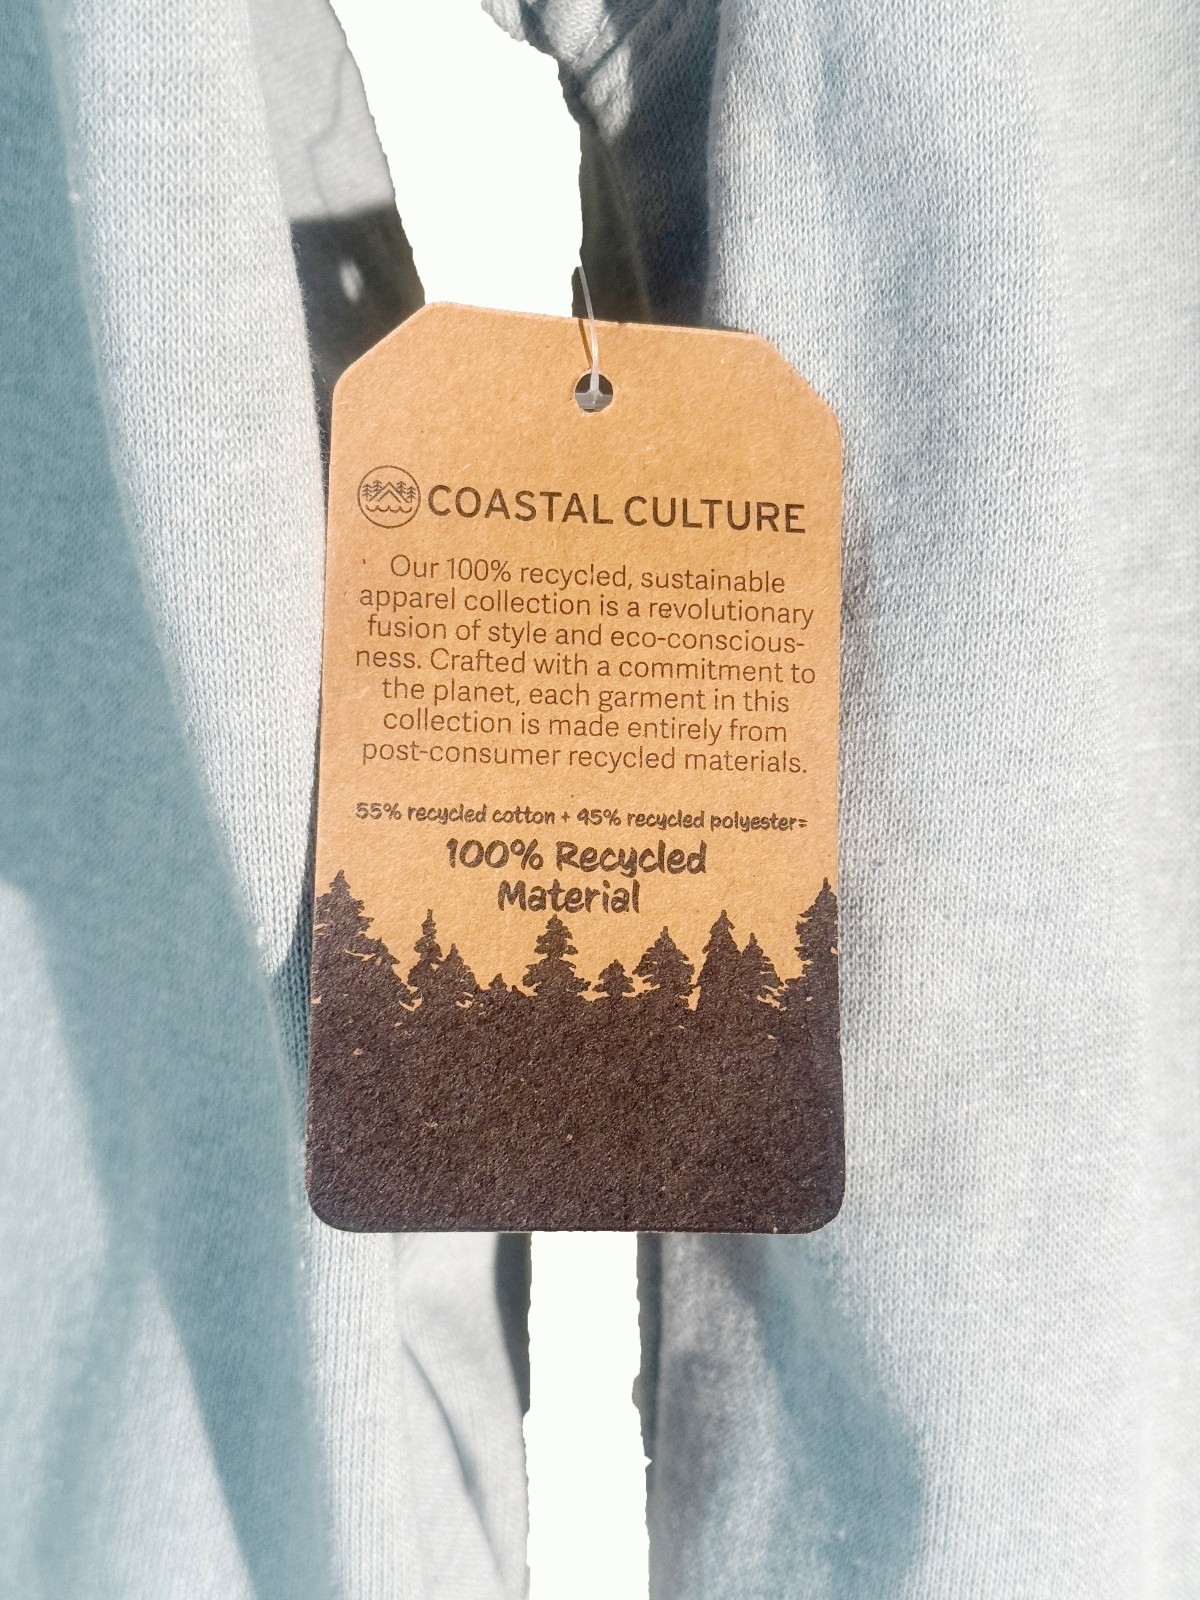 COASTAL CULTURE
Our 100% recycled, sustainable
apparel collection is a revolutionary
fusion of style and eco-conscious-
ness. Crafted with a commitment to
the planet, each garment in this
collection is made entirely from
post-consumer recycled materials.
55% recycled cotton + 45% recycled polyester=
100% Recycled
Material